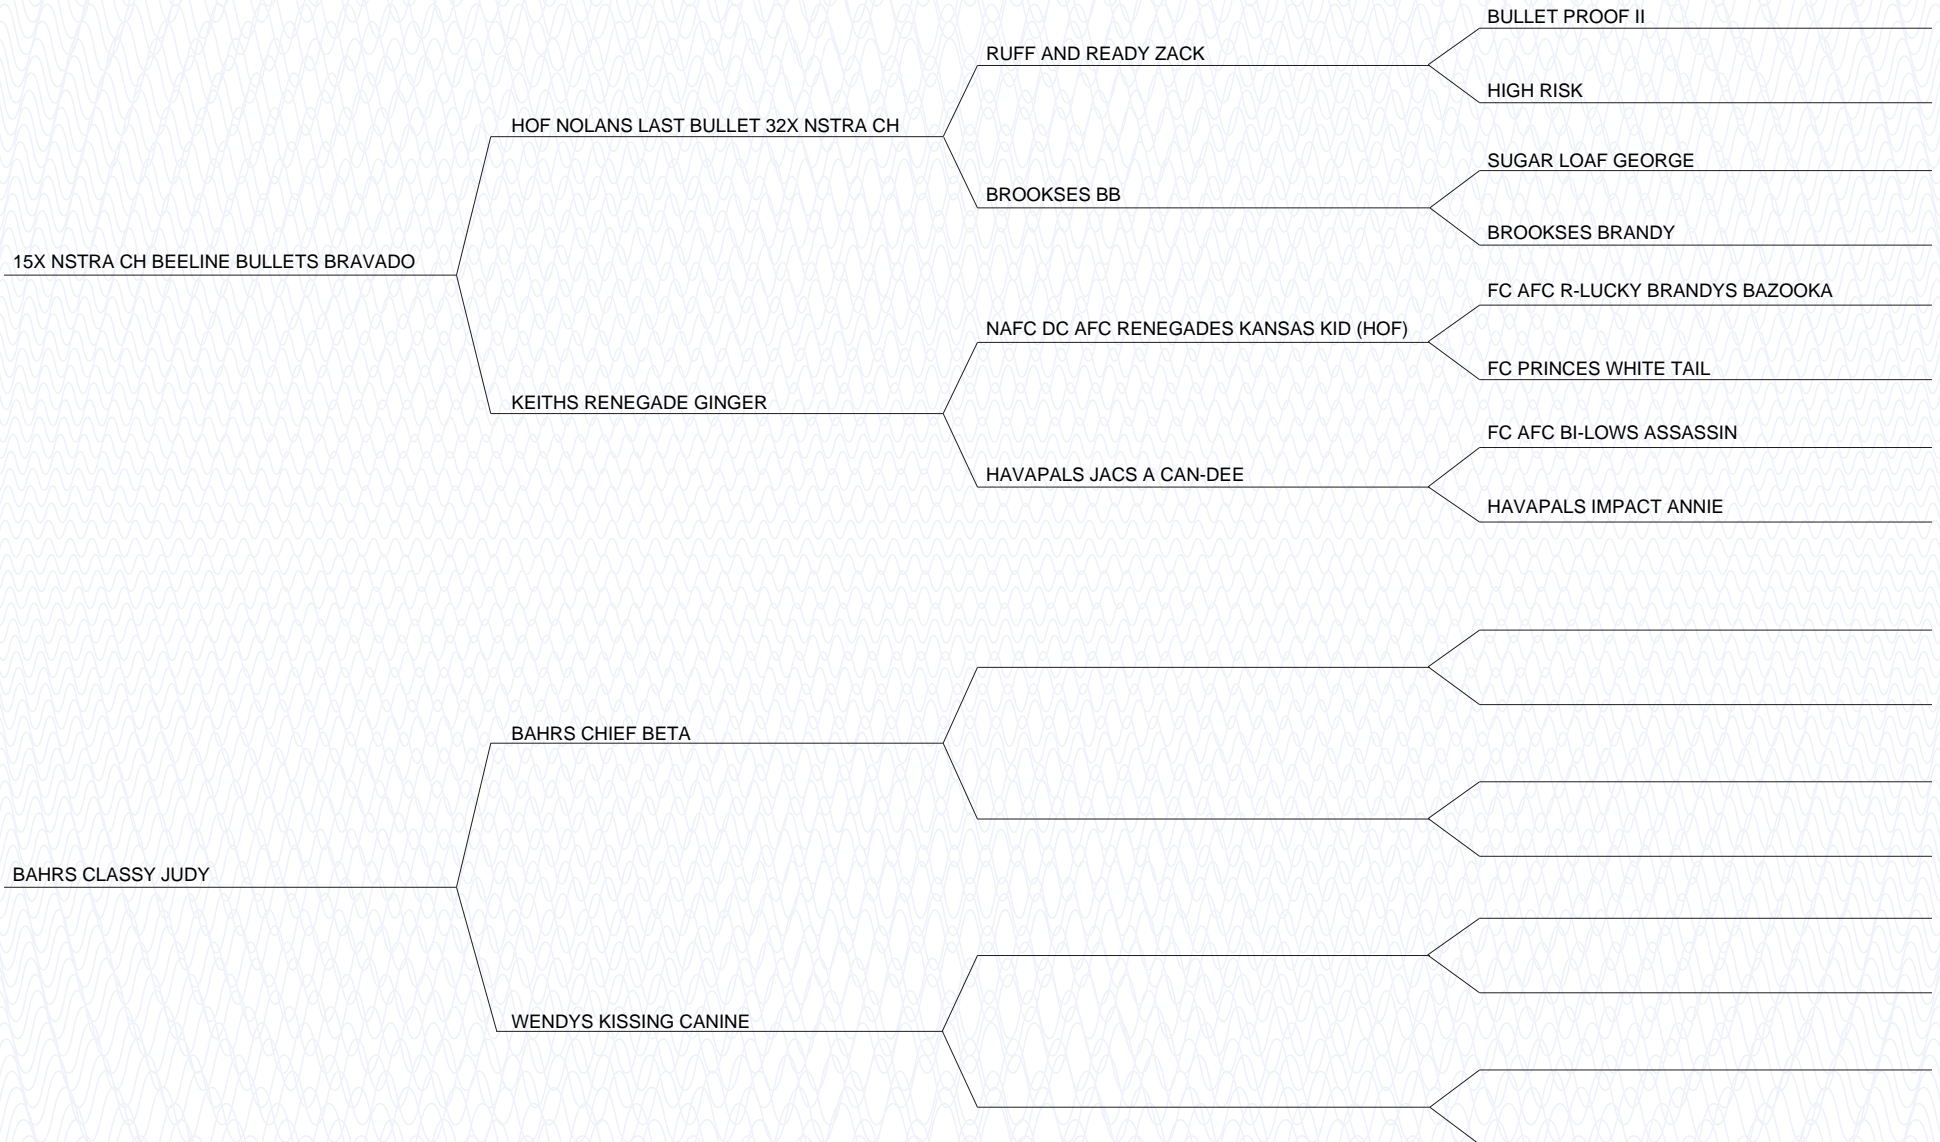 BULLET PROOF II
RUFF AND READY ZACK
HIGH RISK
HOF NOLANS LAST BULLET 32X NSTRA CH
SUGAR LOAF GEORGE
BROOKSES BB
BROOKSES BRANDY
15X NSTRA CH BEELINE BULLETS BRAVADO
FC AFC R-LUCKY BRANDYS BAZOOKA
NAFC DC AFC RENEGADES KANSAS KID (HOF)
FC PRINCES WHITE TAIL
KEITHS RENEGADE GINGER
FC AFC BI-LOWS ASSASSIN
HAVAPALS JACS A CAN-DEE
HAVAPALS IMPACT ANNIE
BAHRS CHIEF BETA
BAHRS CLASSY JUDY
WENDYS KISSING CANINE